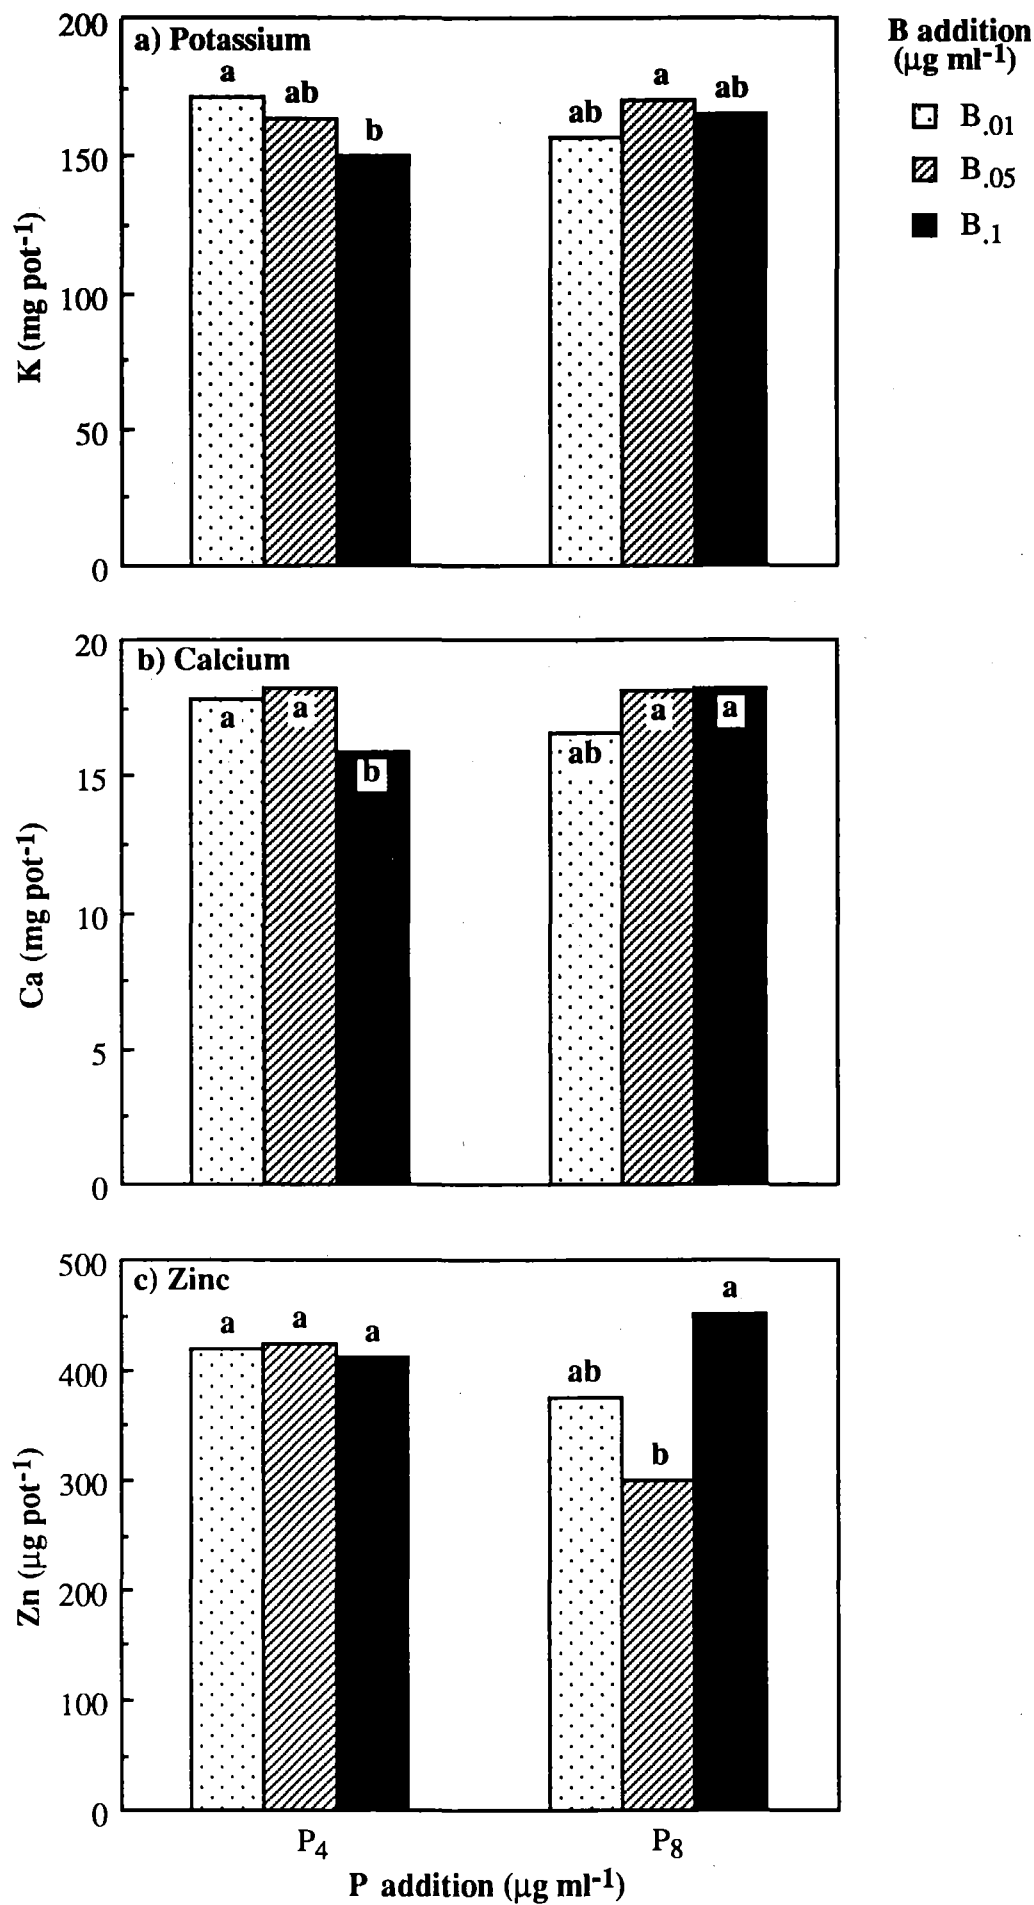 a) Potassium
200
150
100
50
0
K (mg pot-1)
a
ab
b
ab
a
ab
B addition
(μg ml-1)
B.01
B.05
B.1
b) Calcium
20
15
10
5
0
Ca (mg pot-1)
a
a
b
ab
a
a
c) Zinc
500
400
300
200
100
0
Zn (μg pot-1)
a
a
a
ab
b
a
P4
P8
P addition (μg ml-1)